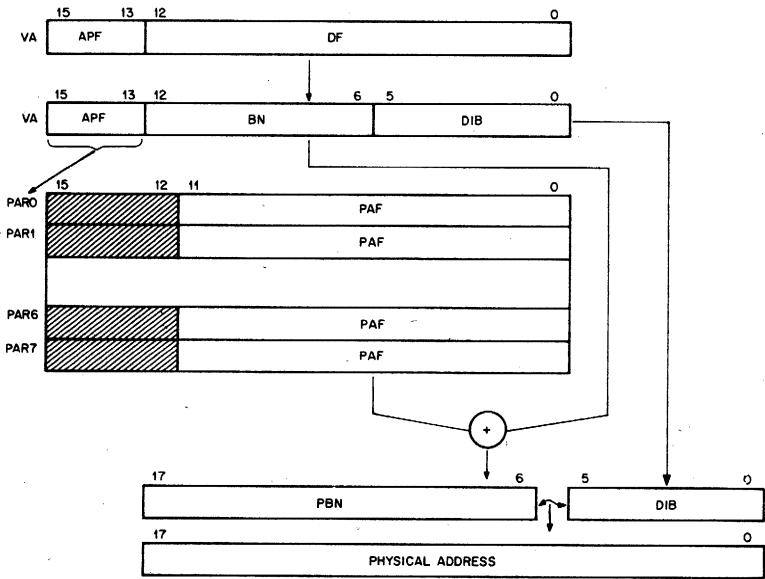 15 13 12 0
VA APF DF
15 13 12 6 5 0
VA APF BN DIB
15 12 11 0
PAR0 PAF
PAR1 PAF
PAR6 PAF
PAR7 PAF
+
17 6 5 0
PBN DIB
17 0
PHYSICAL ADDRESS